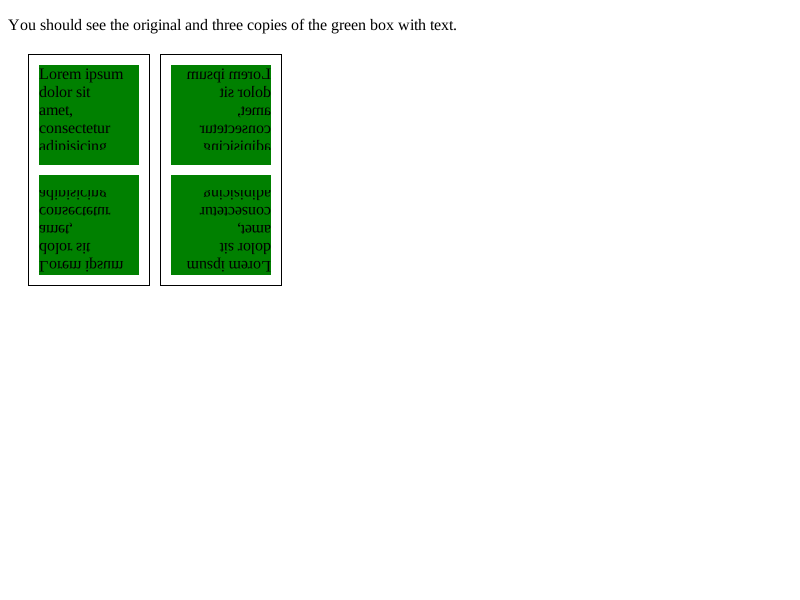 You should see the original and three copies of the green box with text.
Lorem ipsum
dolor sit
amet,
consectetur
adipisicing
Lorem ipsum
dolor sit
amet,
consectetur
adipisicing
Lorem ipsum
dolor sit
amet,
consectetur
adipisicing
Lorem ipsum
dolor sit
amet,
consectetur
adipisicing